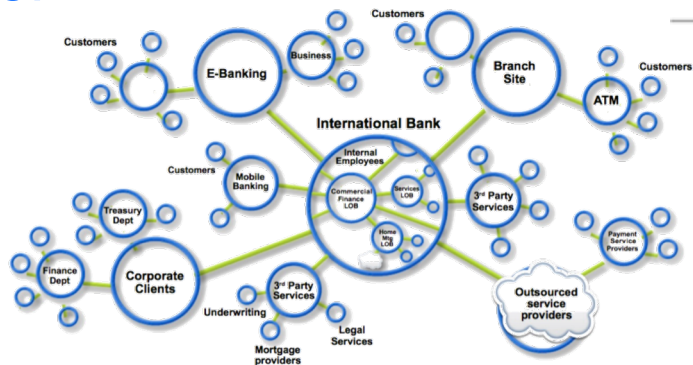 Customers
E-Banking
Business
Customers
Branch
Site
Customers
ATM
International Bank
Internal
Employees
Customers
Mobile
Banking
Commercial
Finance
LOB
Services
LOB
Home
Mtg
LOB
3rd Party
Services
Treasury
Dept
Finance
Dept
Corporate
Clients
3rd Party
Services
Underwriting
Legal
Services
Mortgage
providers
Payment
Service
Providers
Outsourced
service
providers